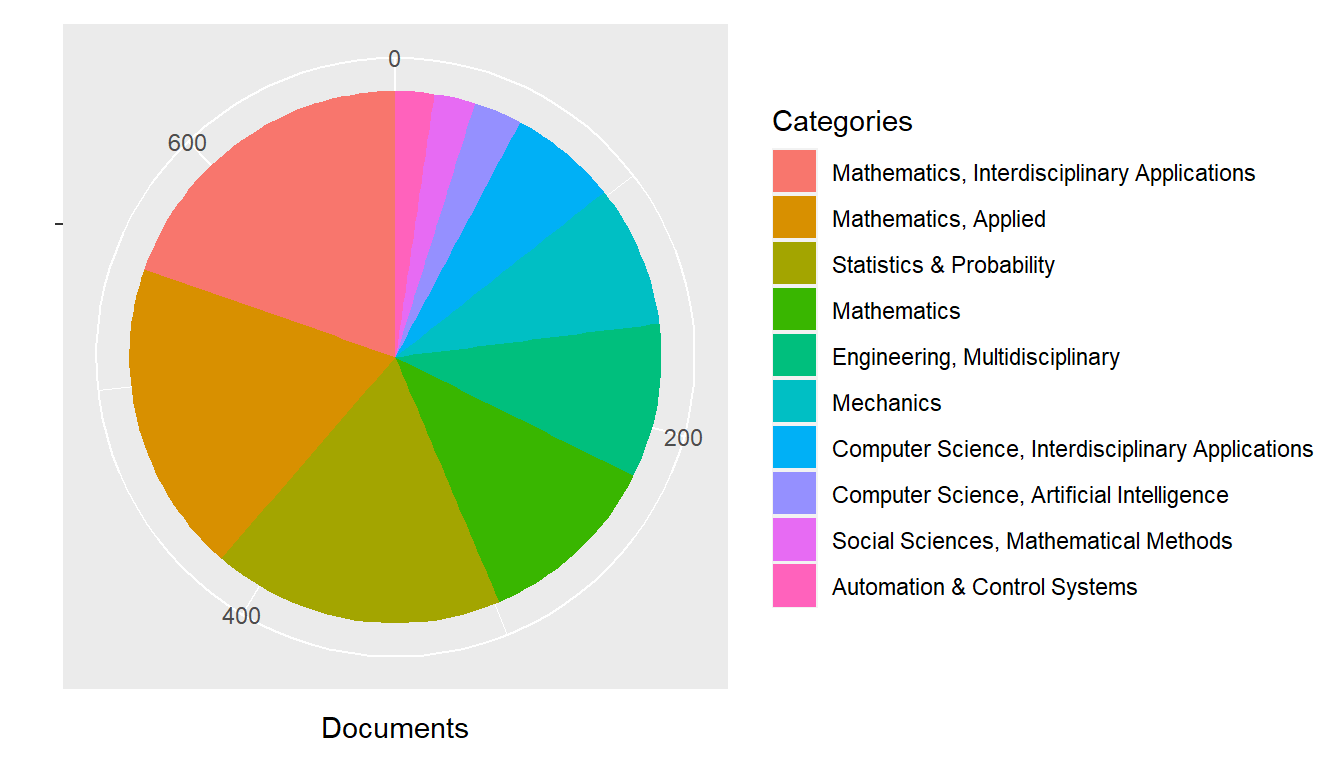 0
600
200
400
Documents
Categories
Mathematics, Interdisciplinary Applications
Mathematics, Applied
Statistics & Probability
Mathematics
Engineering, Multidisciplinary
Mechanics
Computer Science, Interdisciplinary Applications
Computer Science, Artificial Intelligence
Social Sciences, Mathematical Methods
Automation & Control Systems